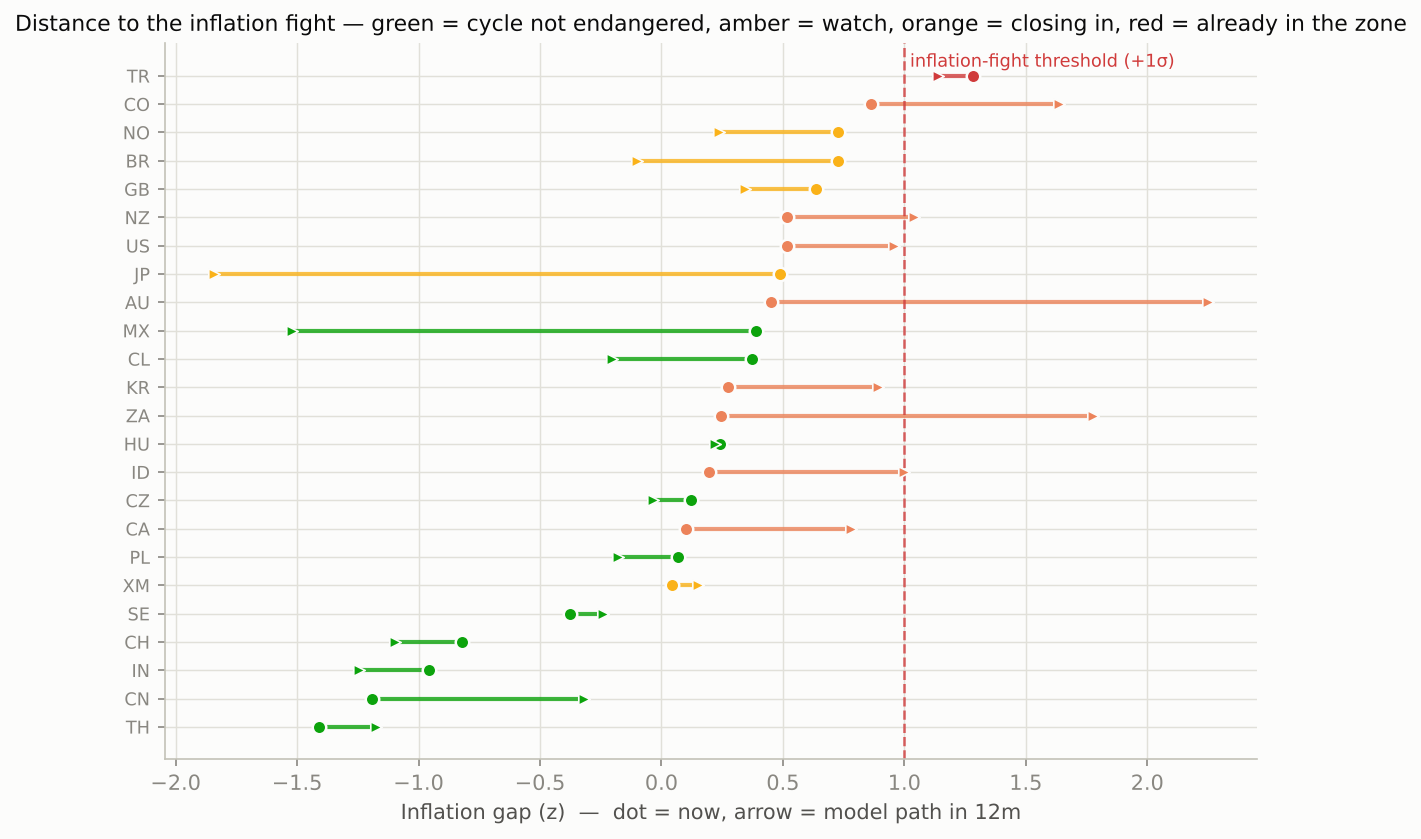 Distance to the inflation fight — green = cycle not endangered, amber = watch, orange = closing in, red = already in the zone
inflation-fight threshold (+1σ)
TR
CO
NO
BR
GB
NZ
US
JP
AU
MX
CL
KR
ZA
HU
ID
CZ
CA
PL
XM
SE
CH
IN
CN
TH
−2.0 −1.5 −1.0 −0.5 0.0 0.5 1.0 1.5 2.0
Inflation gap (z) — dot = now, arrow = model path in 12m